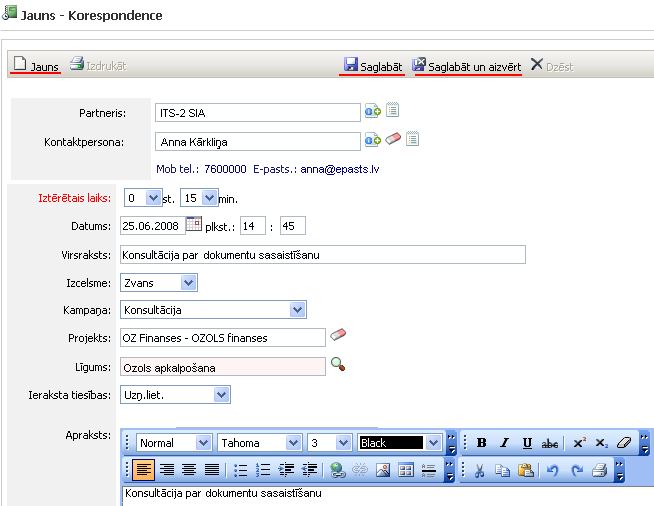 Jauns - Korespondence
Jauns Izdrukāt Saglabāt Saglabāt un aizvērt Dzēst
Partneris: ITS-2 SIA
Kontaktpersona: Anna Kārkliņa
Mob tel.: 7600000 E-pasts.: anna@epasts.lv
Iztērētais laiks: 0 st. 15 min.
Datums: 25.06.2008 plkst.: 14 : 45
Virsraksts: Konsultācija par dokumentu sasaistīšanu
Izcelsme: Zvans
Kampaņa: Konsultācija
Projekts: OZ Finanses - OZOLS finanses
Līgums: Ozols apkalpošana
Ieraksta tiesības: Uzņ.liet.
Apraksts: Normal Tahoma 3 Black B I U abc x² x₂
Konsultācija par dokumentu sasaistīšanu